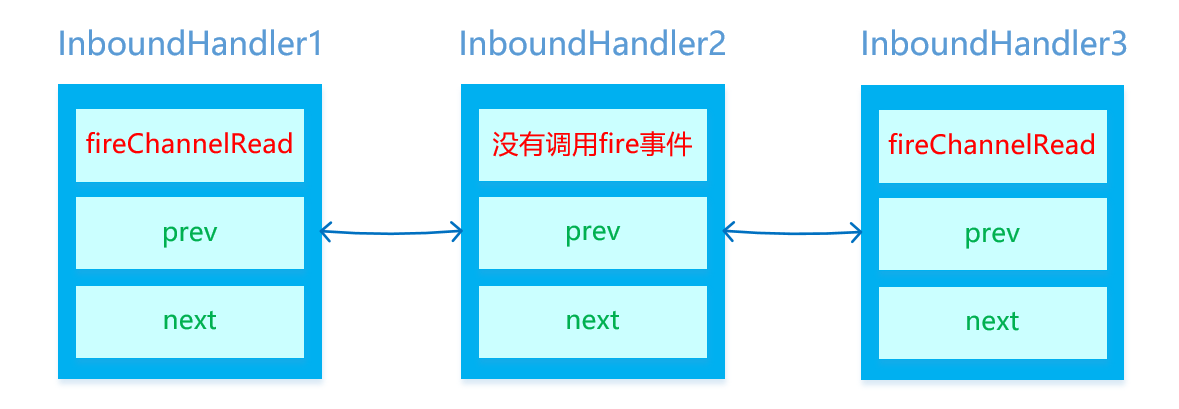 InboundHandler1
InboundHandler2
InboundHandler3
fireChannelRead
没有调用fire事件
fireChannelRead
prev
prev
prev
next
next
next